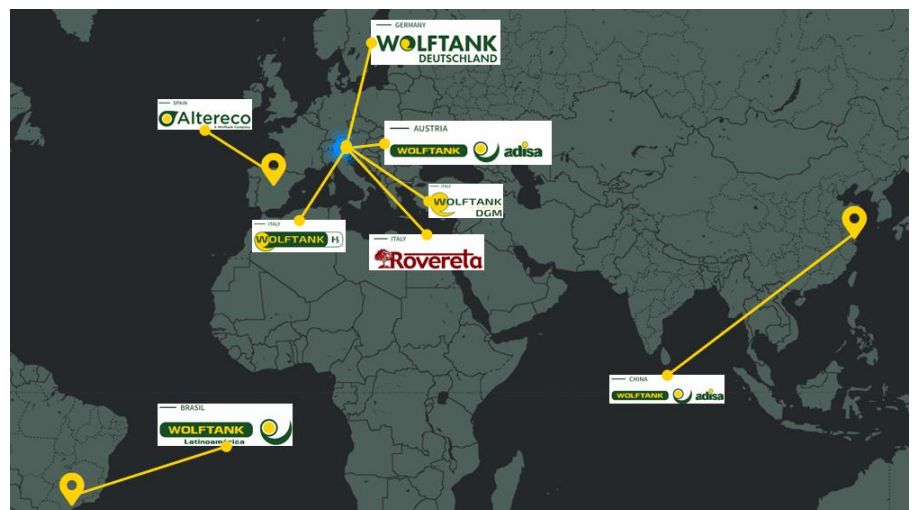 GERMANY
WOLFTANK
DEUTSCHLAND
SPAIN
Altereco
A Wolftank Company
AUSTRIA
WOLFTANK adisa
ITALY
WOLFTANK
DGM
ITALY
WOLFTANK H
ITALY
Rovereta
CHINA
WOLFTANK adisa
BRASIL
WOLFTANK
Latinoamérica